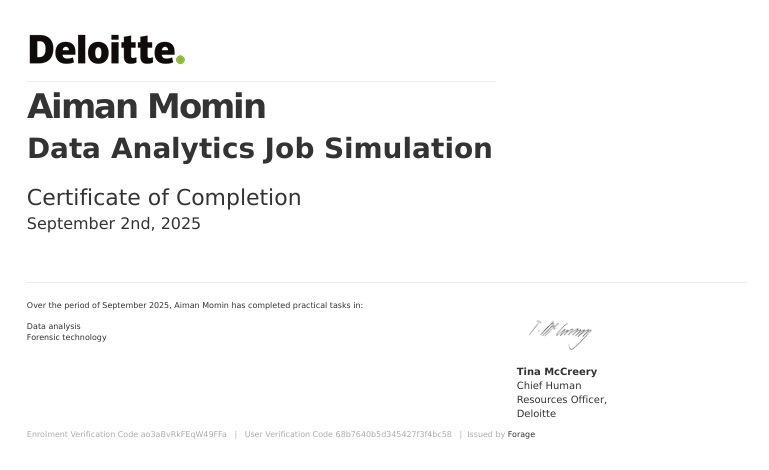 Deloitte.
Aiman Momin
Data Analytics Job Simulation
Certificate of Completion
September 2nd, 2025
Over the period of September 2025, Aiman Momin has completed practical tasks in:
Data analysis
Forensic technology
Tina McCreery
Chief Human
Resources Officer,
Deloitte
Enrolment Verification Code ao3aBvRkFEqW49FFa | User Verification Code 68b7640b5d345427f3f4bc58 | Issued by Forage